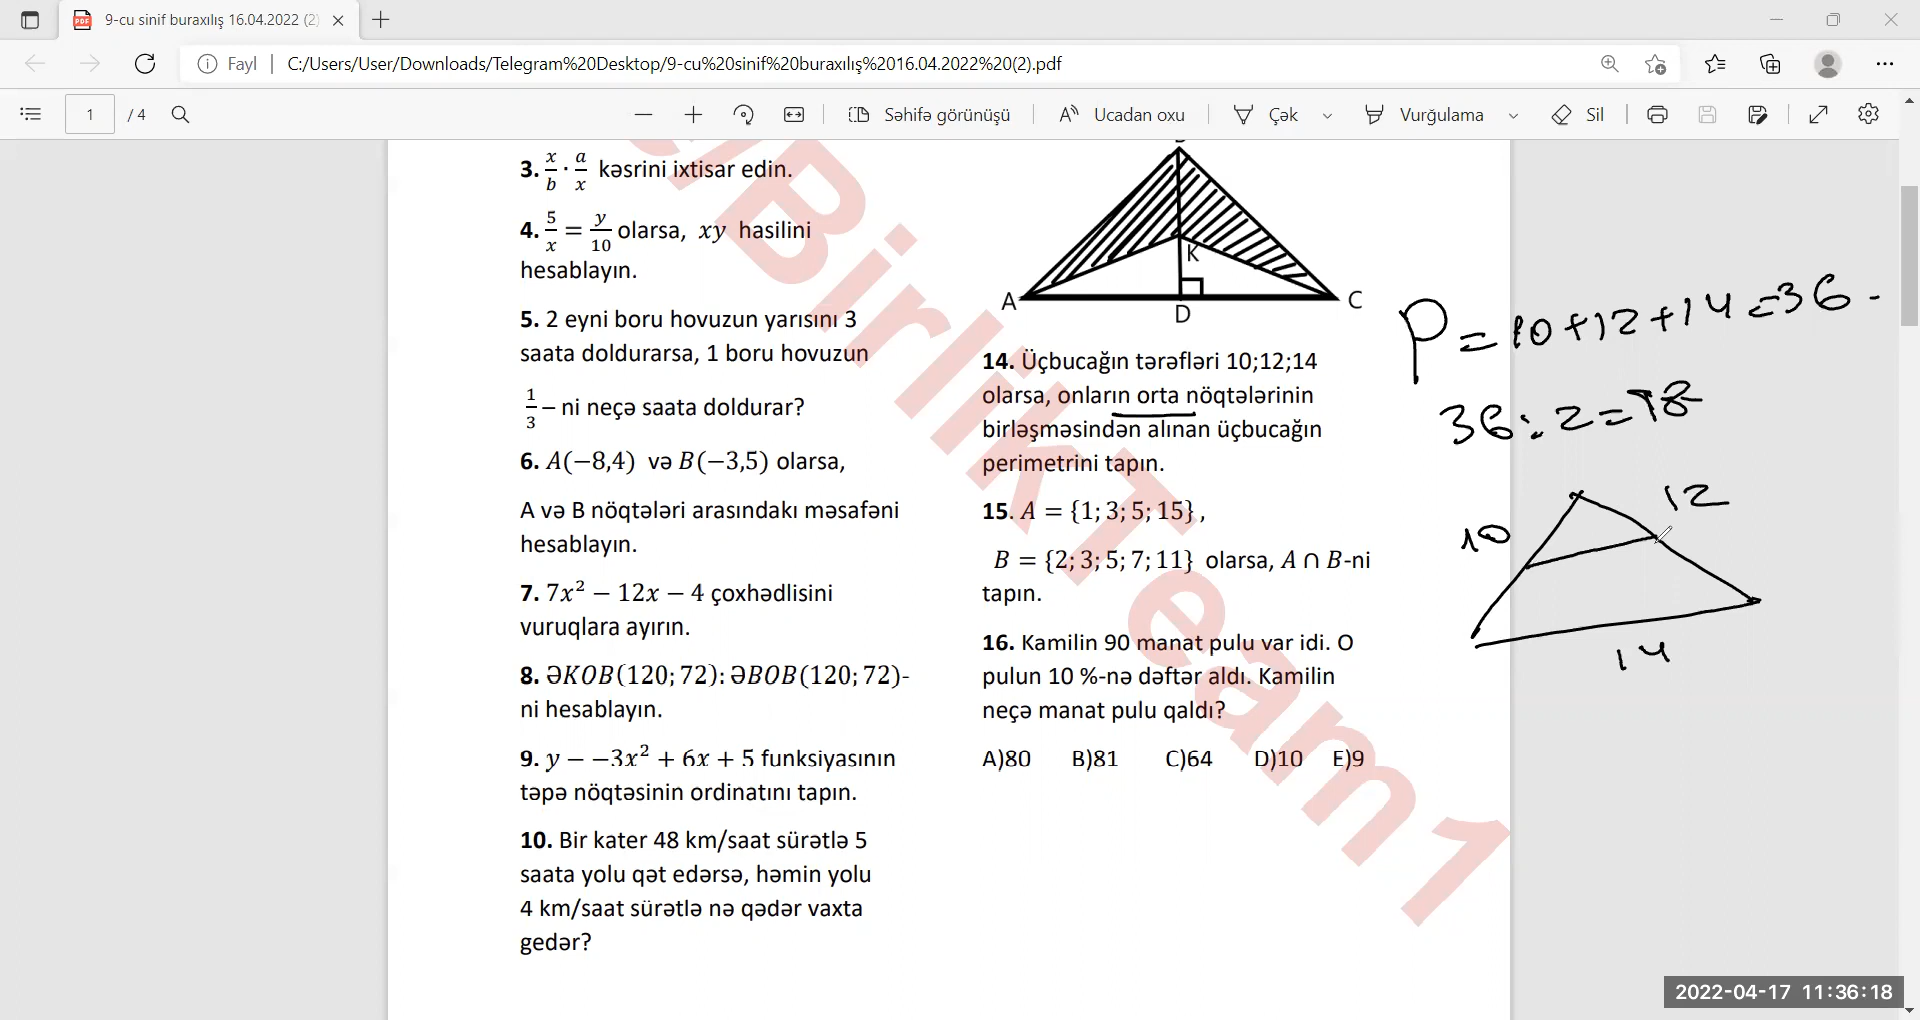 9-cu sinif buraxılış 16.04.2022 (2)
Fayl | C:/Users/User/Downloads/Telegram%20Desktop/9-cu%20sinif%20buraxılış%2016.04.2022%20(2).pdf
1 / 4 Səhifə görünüşü Ucadan oxu Çək Vurğulama Sil
3. x/b · a/x kəsrini ixtisar edin.
4. 5/x = y/10 olarsa, xy hasilini
hesablayın.
5. 2 eyni boru hovuzun yarısını 3
saata doldurarsa, 1 boru hovuzun
1/3 – ni neçə saata doldurar?
6. A(−8,4) və B(−3,5) olarsa,
A və B nöqtələri arasındakı məsafəni
hesablayın.
7. 7x² − 12x − 4 çoxhədlisini
vuruqlara ayırın.
8. ƏKOB(120; 72): ƏBOB(120; 72)-
ni hesablayın.
9. y − −3x² + 6x + 5 funksiyasının
təpə nöqtəsinin ordinatını tapın.
10. Bir kater 48 km/saat sürətlə 5
saata yolu qət edərsə, həmin yolu
4 km/saat sürətlə nə qədər vaxta
gedər?
K
A
D
C
14. Üçbucağın tərəfləri 10;12;14
olarsa, onların orta nöqtələrinin
birləşməsindən alınan üçbucağın
perimetrini tapın.
15. A = {1; 3; 5; 15},
B = {2; 3; 5; 7; 11} olarsa, A ∩ B-ni
tapın.
16. Kamilin 90 manat pulu var idi. O
pulun 10 %-nə dəftər aldı. Kamilin
neçə manat pulu qaldı?
A)80 B)81 C)64 D)10 E)9
P = 10+12+14=36 -
36:2=18
12
10
14
/BirlikTeam1
2022-04-17 11:36:18